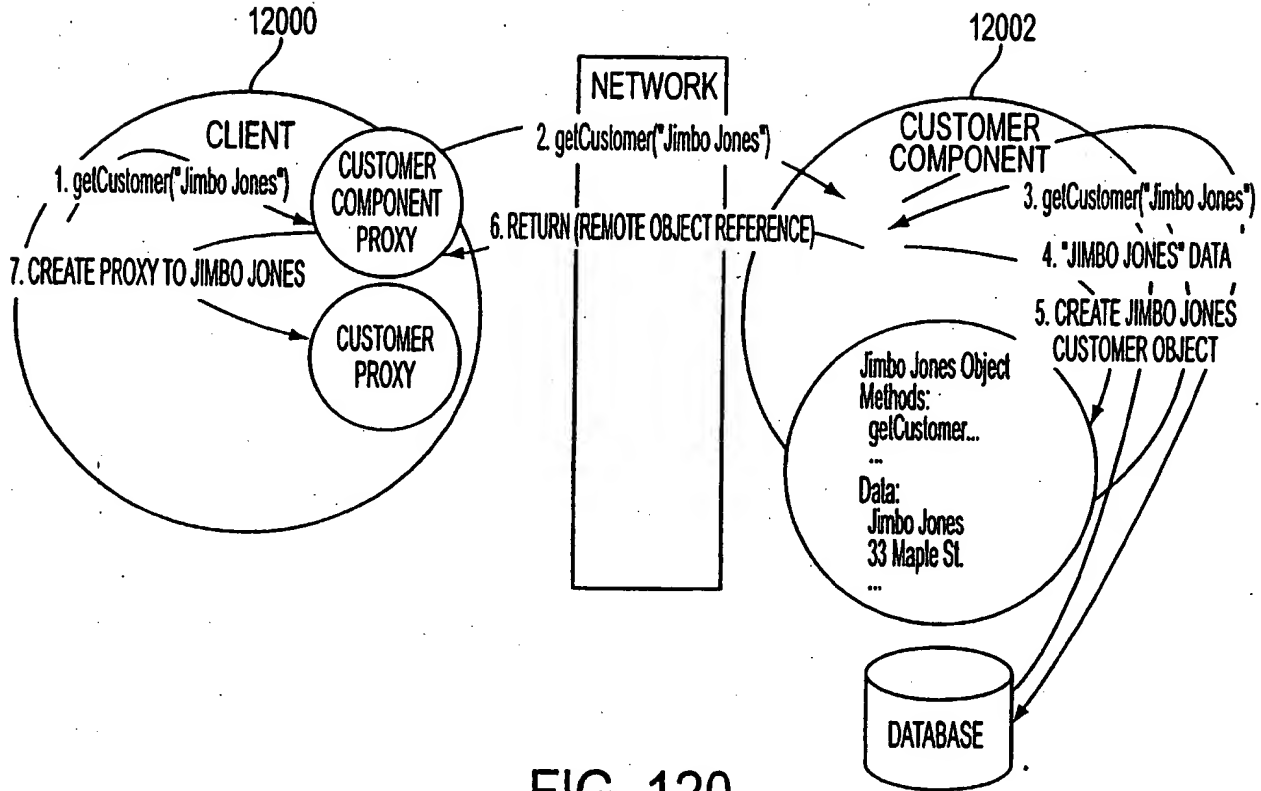 12000
12002
NETWORK
CLIENT
CUSTOMER
COMPONENT
PROXY
1. getCustomer("Jimbo Jones")
2. getCustomer("Jimbo Jones")
CUSTOMER
COMPONENT
3. getCustomer("Jimbo Jones")
6. RETURN (REMOTE OBJECT REFERENCE)
4. "JIMBO JONES" DATA
7. CREATE PROXY TO JIMBO JONES
5. CREATE JIMBO JONES
CUSTOMER OBJECT
CUSTOMER
PROXY
Jimbo Jones Object
Methods:
getCustomer...
...
Data:
Jimbo Jones
33 Maple St.
...
DATABASE
FIG. 120